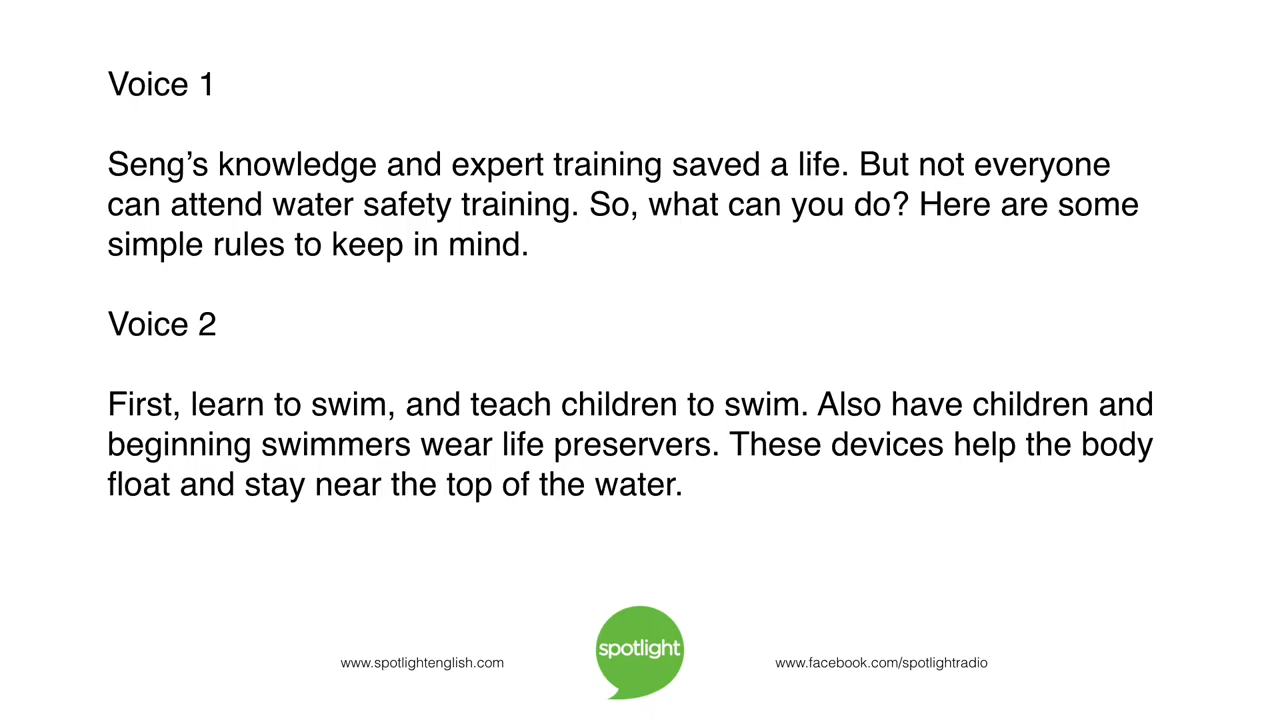 Voice 1
Seng’s knowledge and expert training saved a life. But not everyone
can attend water safety training. So, what can you do? Here are some
simple rules to keep in mind.
Voice 2
First, learn to swim, and teach children to swim. Also have children and
beginning swimmers wear life preservers. These devices help the body
float and stay near the top of the water.
www.spotlightenglish.com
spotlight
www.facebook.com/spotlightradio